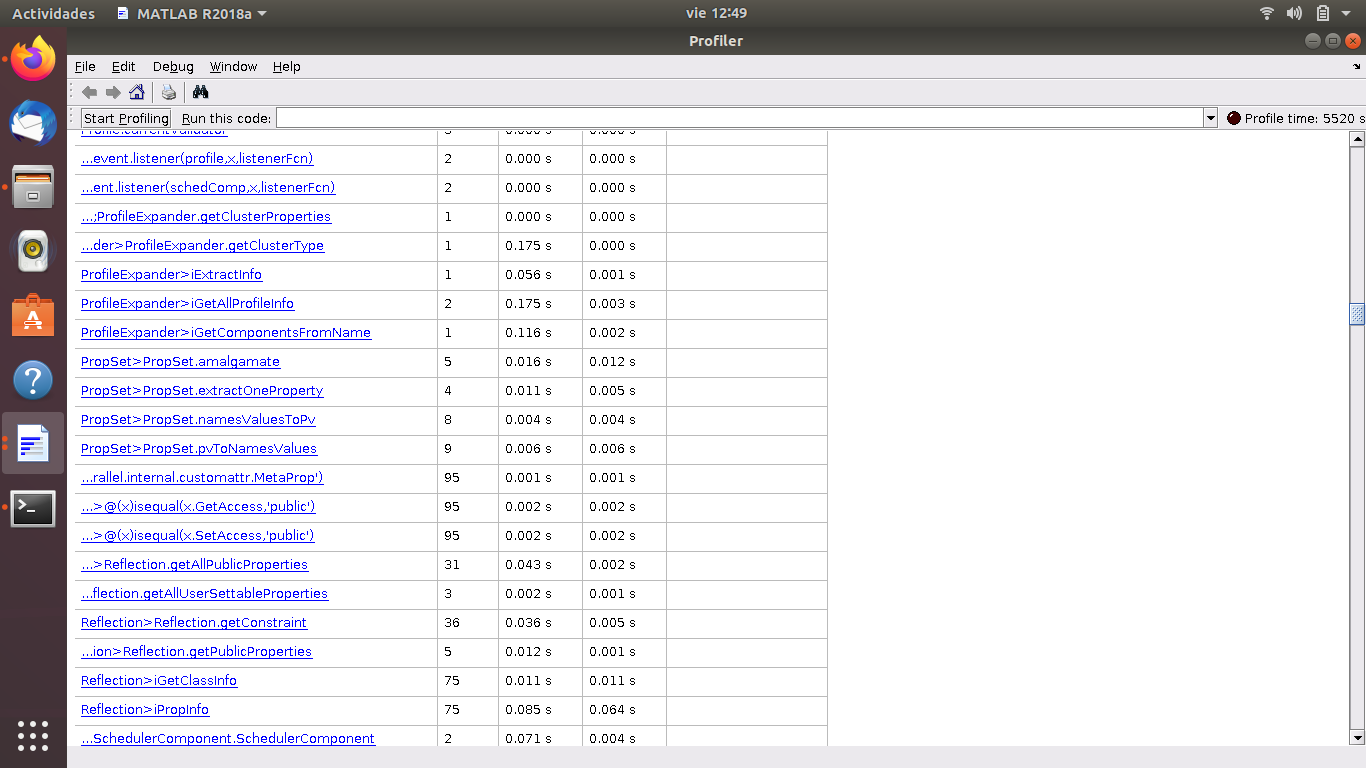 Actividades MATLAB R2018a vie 12:49
Profiler
File Edit Debug Window Help
Start Profiling Run this code: Profile time: 5520 s
Profile.currentValidator
...event.listener(profile,x,listenerFcn) 2 0.000 s 0.000 s
...ent.listener(schedComp,x,listenerFcn) 2 0.000 s 0.000 s
...;ProfileExpander.getClusterProperties 1 0.000 s 0.000 s
...der>ProfileExpander.getClusterType 1 0.175 s 0.000 s
ProfileExpander>iExtractInfo 1 0.056 s 0.001 s
ProfileExpander>iGetAllProfileInfo 2 0.175 s 0.003 s
ProfileExpander>iGetComponentsFromName 1 0.116 s 0.002 s
PropSet>PropSet.amalgamate 5 0.016 s 0.012 s
PropSet>PropSet.extractOneProperty 4 0.011 s 0.005 s
PropSet>PropSet.namesValuesToPv 8 0.004 s 0.004 s
PropSet>PropSet.pvToNamesValues 9 0.006 s 0.006 s
...rallel.internal.customattr.MetaProp') 95 0.001 s 0.001 s
...>@(x)isequal(x.GetAccess,'public') 95 0.002 s 0.002 s
...>@(x)isequal(x.SetAccess,'public') 95 0.002 s 0.002 s
...>Reflection.getAllPublicProperties 31 0.043 s 0.002 s
...flection.getAllUserSettableProperties 3 0.002 s 0.001 s
Reflection>Reflection.getConstraint 36 0.036 s 0.005 s
...ion>Reflection.getPublicProperties 5 0.012 s 0.001 s
Reflection>iGetClassInfo 75 0.011 s 0.011 s
Reflection>iPropInfo 75 0.085 s 0.064 s
...SchedulerComponent.SchedulerComponent 2 0.071 s 0.004 s